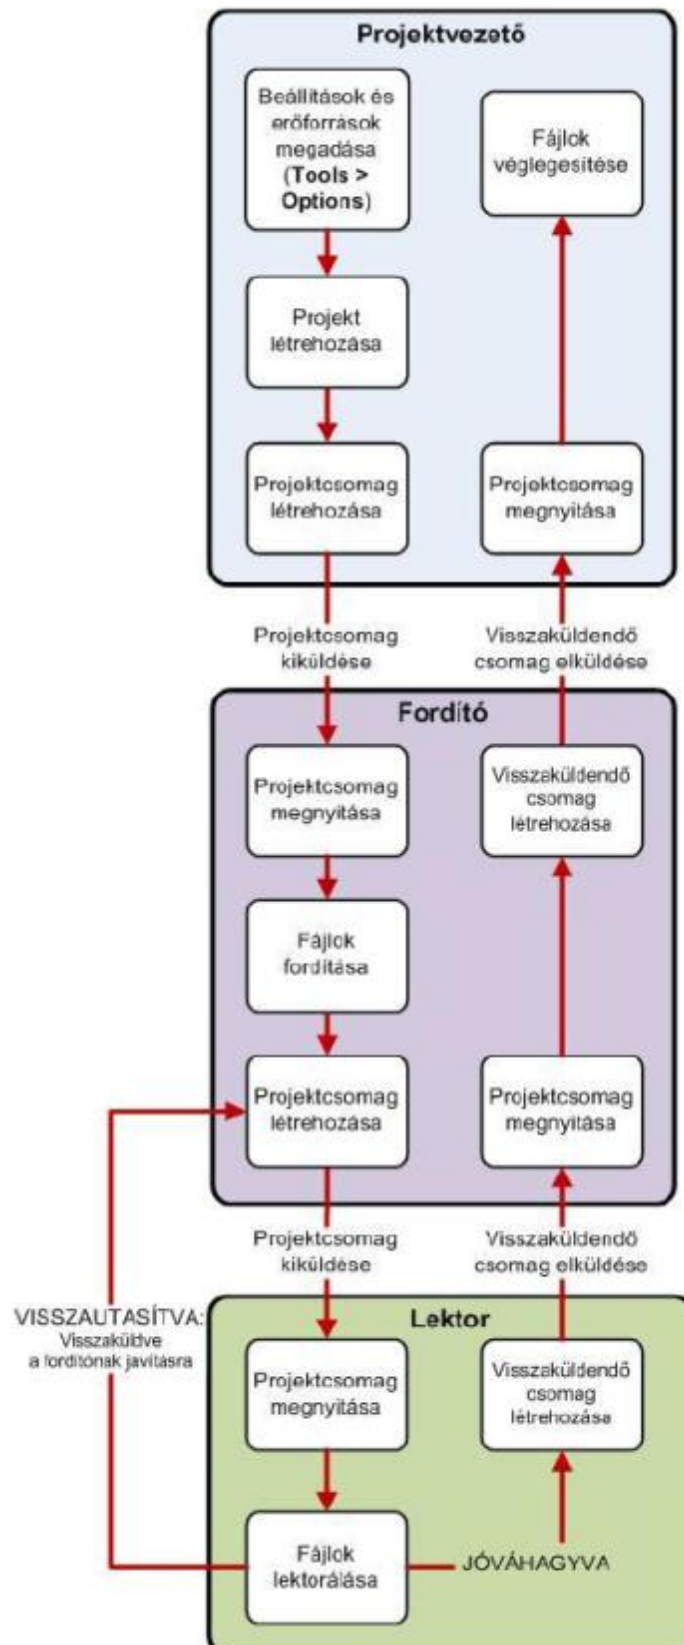 Projektvezető
Beállítások és
erőforrások
megadása
(Tools >
Options)
Projekt
létrehozása
Projektcsomag
létrehozása
Fájlok
véglegesítése
Projektcsomag
megnyitása
Projektcsomag
kiküldése
Visszaküldendő
csomag elküldése
Fordító
Projektcsomag
megnyitása
Fájlok
fordítása
Projektcsomag
létrehozása
Visszaküldendő
csomag
létrehozása
Projektcsomag
megnyitása
Projektcsomag
kiküldése
Visszaküldendő
csomag elküldése
VISSZAUTASÍTVA:
Visszaküldve
a fordítónak javításra
Lektor
Projektcsomag
megnyitása
Fájlok
lektorálása
JÓVÁHAGYVA
Visszaküldendő
csomag
létrehozása